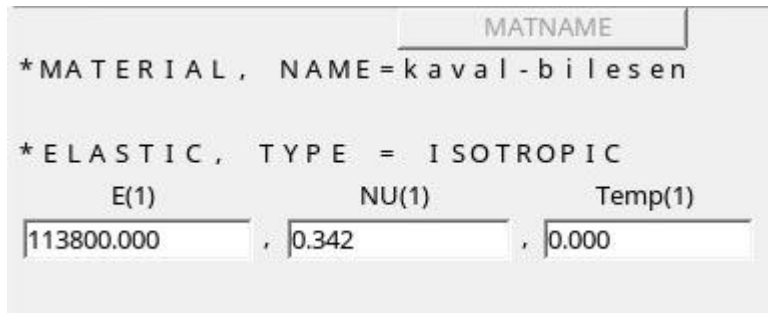 MATNAME
*MATERIAL, NAME=kaval-bilesen
*ELASTIC, TYPE = ISOTROPIC
E(1) NU(1) Temp(1)
113800.000 , 0.342 , 0.000